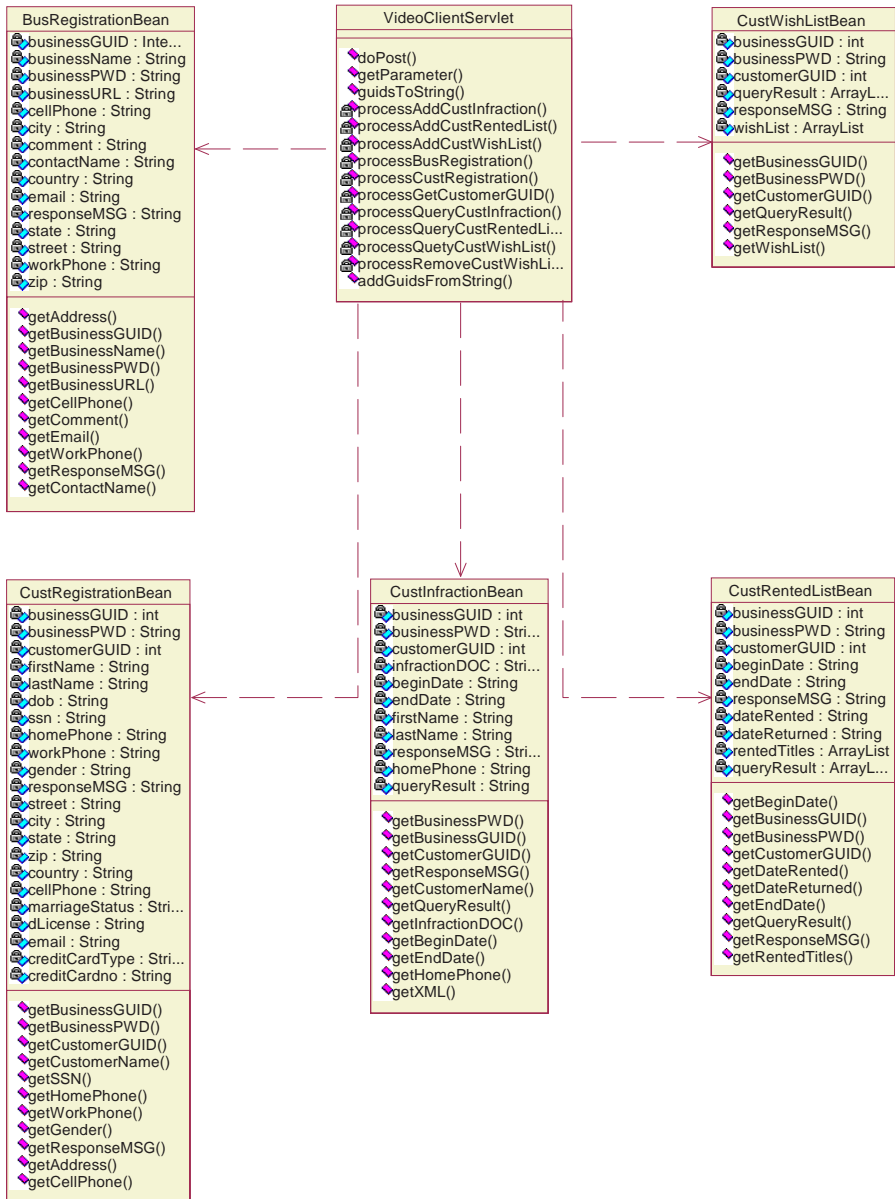 BusRegistrationBean
businessGUID : Inte...
businessName : String
businessPWD : String
businessURL : String
cellPhone : String
city : String
comment : String
contactName : String
country : String
email : String
responseMSG : String
state : String
street : String
workPhone : String
zip : String
getAddress()
getBusinessGUID()
getBusinessName()
getBusinessPWD()
getBusinessURL()
getCellPhone()
getComment()
getEmail()
getWorkPhone()
getResponseMSG()
getContactName()
VideoClientServlet
doPost()
getParameter()
guidsToString()
processAddCustInfraction()
processAddCustRentedList()
processAddCustWishList()
processBusRegistration()
processCustRegistration()
processGetCustomerGUID()
processQueryCustInfraction()
processQueryCustRentedLi...
processQuetyCustWishList()
processRemoveCustWishLi...
addGuidsFromString()
CustWishListBean
businessGUID : int
businessPWD : String
customerGUID : int
queryResult : ArrayL...
responseMSG : String
wishList : ArrayList
getBusinessGUID()
getBusinessPWD()
getCustomerGUID()
getQueryResult()
getResponseMSG()
getWishList()
CustRegistrationBean
businessGUID : int
businessPWD : String
customerGUID : int
firstName : String
lastName : String
dob : String
ssn : String
homePhone : String
workPhone : String
gender : String
responseMSG : String
street : String
city : String
state : String
zip : String
country : String
cellPhone : String
marriageStatus : Stri...
dLicense : String
email : String
creditCardType : Stri...
creditCardno : String
getBusinessGUID()
getBusinessPWD()
getCustomerGUID()
getCustomerName()
getSSN()
getHomePhone()
getWorkPhone()
getGender()
getResponseMSG()
getAddress()
getCellPhone()
CustInfractionBean
businessGUID : int
businessPWD : Stri...
customerGUID : int
infractionDOC : Stri...
beginDate : String
endDate : String
firstName : String
lastName : String
responseMSG : Stri...
homePhone : String
queryResult : String
getBusinessPWD()
getBusinessGUID()
getCustomerGUID()
getResponseMSG()
getCustomerName()
getQueryResult()
getInfractionDOC()
getBeginDate()
getEndDate()
getHomePhone()
getXML()
CustRentedListBean
businessGUID : int
businessPWD : String
customerGUID : int
beginDate : String
endDate : String
responseMSG : String
dateRented : String
dateReturned : String
rentedTitles : ArrayList
queryResult : ArrayL...
getBeginDate()
getBusinessGUID()
getBusinessPWD()
getCustomerGUID()
getDateRented()
getDateReturned()
getEndDate()
getQueryResult()
getResponseMSG()
getRentedTitles()